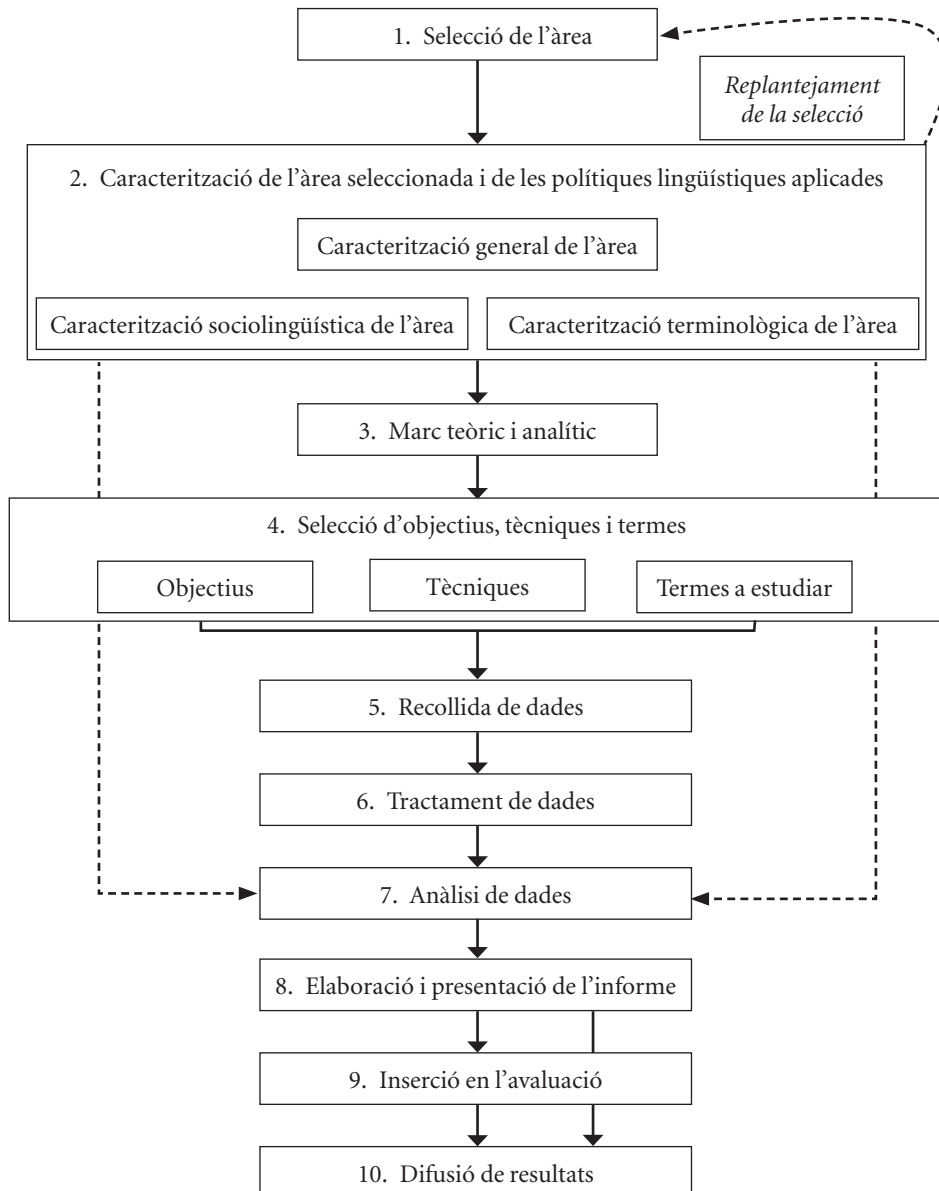 1. Selecció de l’àrea
Replantejament
de la selecció
2. Caracterització de l’àrea seleccionada i de les polítiques lingüístiques aplicades
Caracterització general de l’àrea
Caracterització sociolingüística de l’àrea
Caracterització terminològica de l’àrea
3. Marc teòric i analític
4. Selecció d’objectius, tècniques i termes
Objectius
Tècniques
Termes a estudiar
5. Recollida de dades
6. Tractament de dades
7. Anàlisi de dades
8. Elaboració i presentació de l’informe
9. Inserció en l’avaluació
10. Difusió de resultats